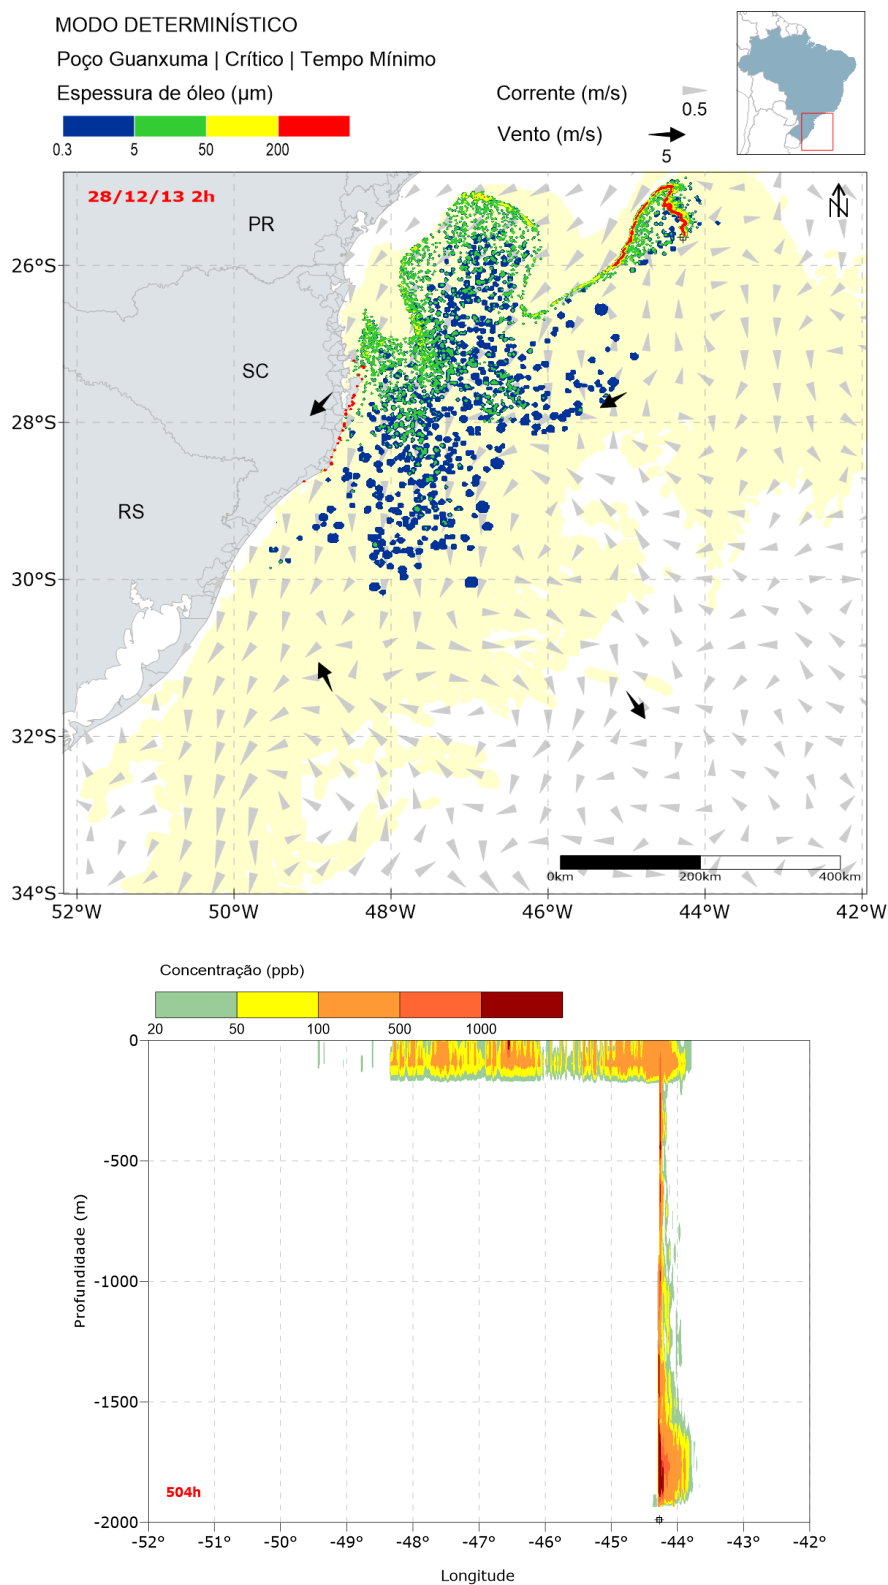 MODO DETERMINÍSTICO
Poço Guanxuma | Crítico | Tempo Mínimo
Espessura de óleo (μm)
0.3 5 50 200
Corrente (m/s)
0.5
Vento (m/s)
5
28/12/13 2h
N
PR
SC
RS
26°S
28°S
30°S
32°S
34°S
0km 200km 400km
52°W 50°W 48°W 46°W 44°W 42°W
Concentração (ppb)
20 50 100 500 1000
0
-500
-1000
-1500
-2000
Profundidade (m)
504h
-52° -51° -50° -49° -48° -47° -46° -45° -44° -43° -42°
Longitude